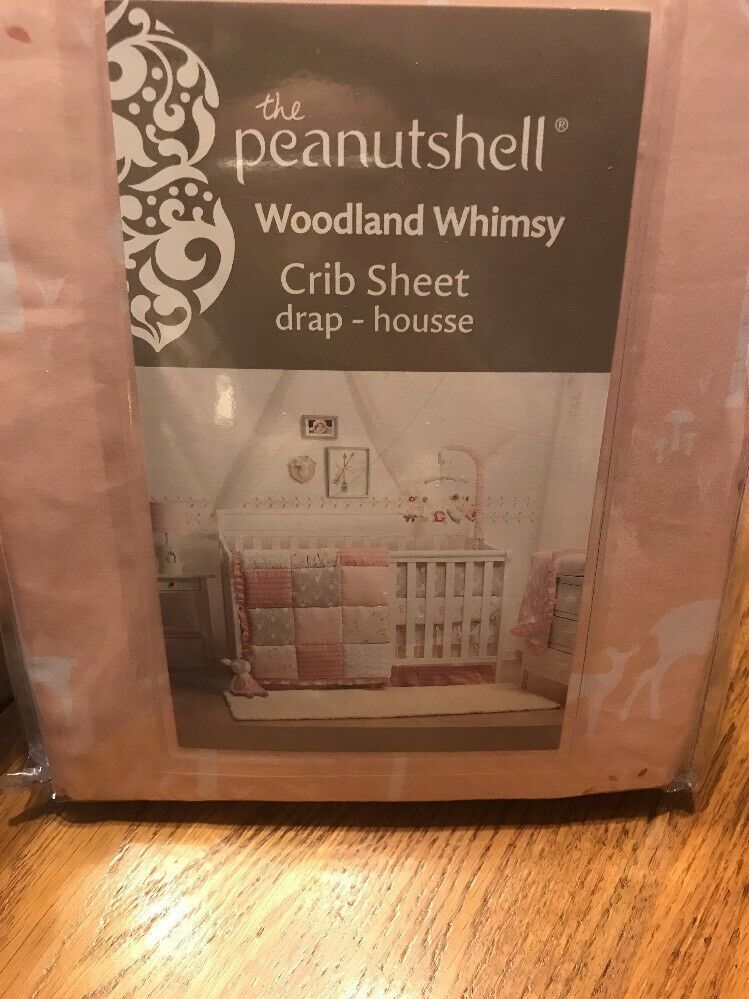 the
peanutshell®
Woodland Whimsy
Crib Sheet
drap - housse